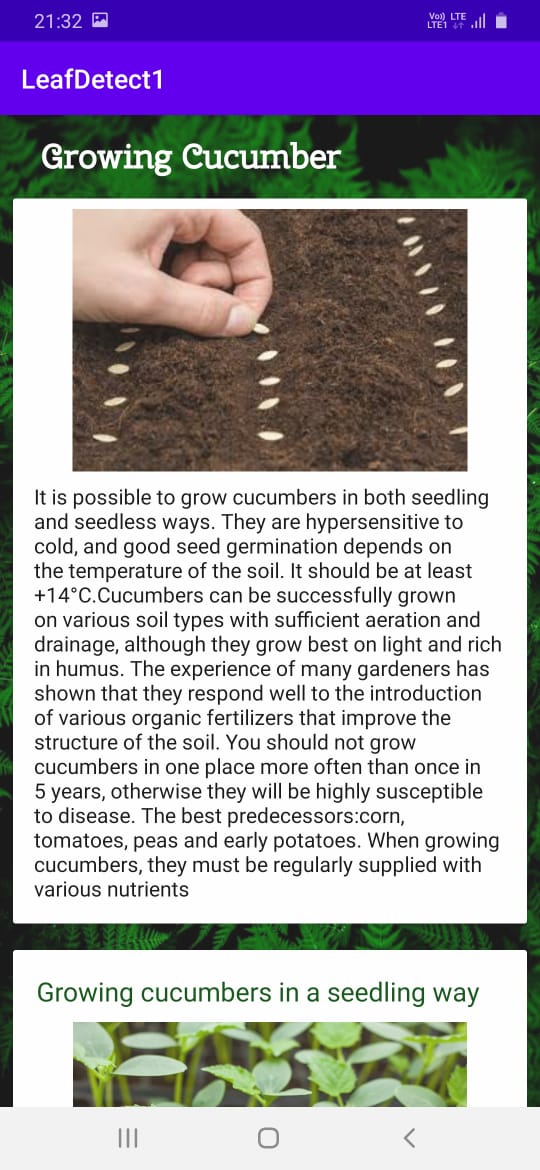 21:32
Vo)) LTE
LTE1
LeafDetect1
Growing Cucumber
It is possible to grow cucumbers in both seedling
and seedless ways. They are hypersensitive to
cold, and good seed germination depends on
the temperature of the soil. It should be at least
+14°C.Cucumbers can be successfully grown
on various soil types with sufficient aeration and
drainage, although they grow best on light and rich
in humus. The experience of many gardeners has
shown that they respond well to the introduction
of various organic fertilizers that improve the
structure of the soil. You should not grow
cucumbers in one place more often than once in
5 years, otherwise they will be highly susceptible
to disease. The best predecessors:corn,
tomatoes, peas and early potatoes. When growing
cucumbers, they must be regularly supplied with
various nutrients
Growing cucumbers in a seedling way